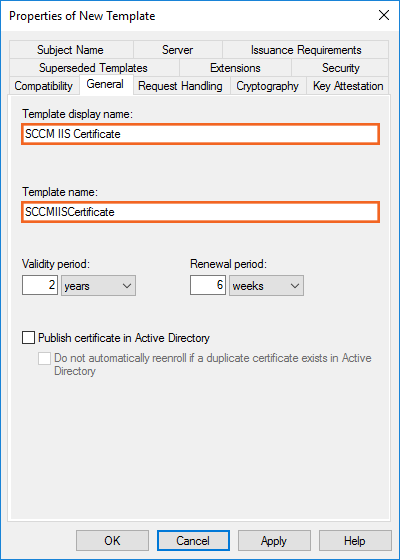 Properties of New Template
Subject Name Server Issuance Requirements
Superseded Templates Extensions Security
Compatibility General Request Handling Cryptography Key Attestation
Template display name:
SCCM IIS Certificate
Template name:
SCCMIISCertificate
Validity period: Renewal period:
2 years 6 weeks
Publish certificate in Active Directory
Do not automatically reenroll if a duplicate certificate exists in Active
Directory
OK Cancel Apply Help